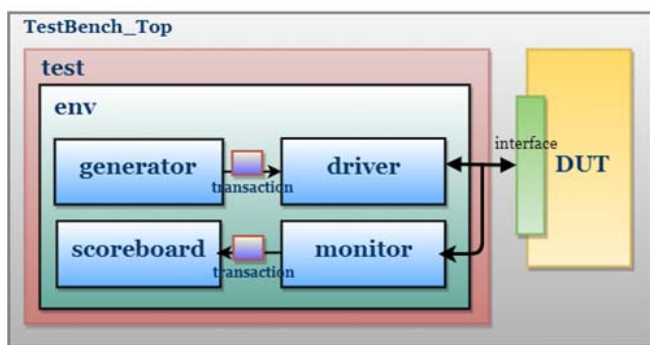 TestBench_Top
test
env
generator
transaction
driver
interface
DUT
scoreboard
transaction
monitor